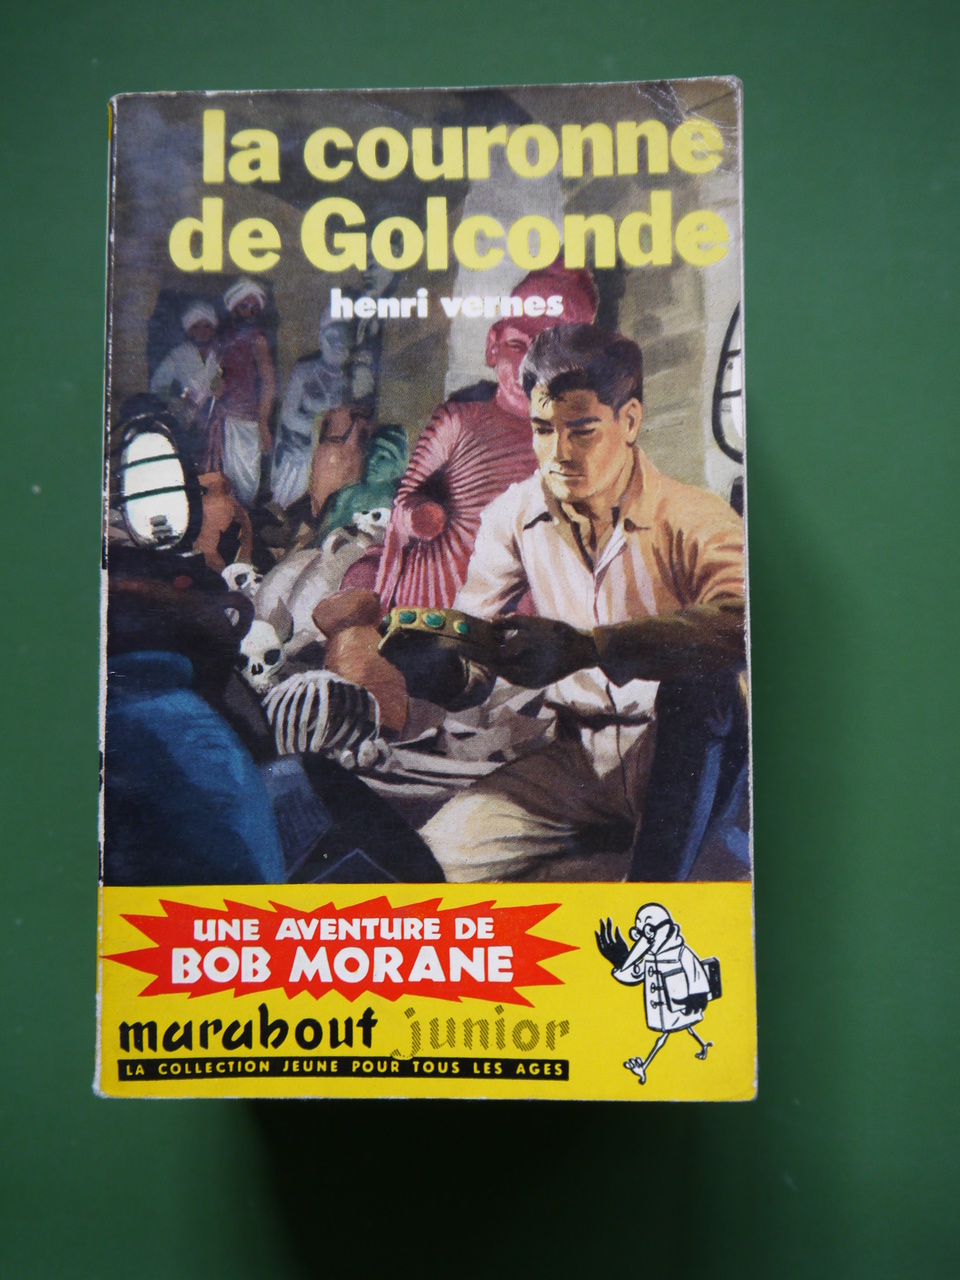 la couronne
de Golconde
henri vernes
UNE AVENTURE DE
BOB MORANE
marabout junior
LA COLLECTION JEUNE POUR TOUS LES AGES